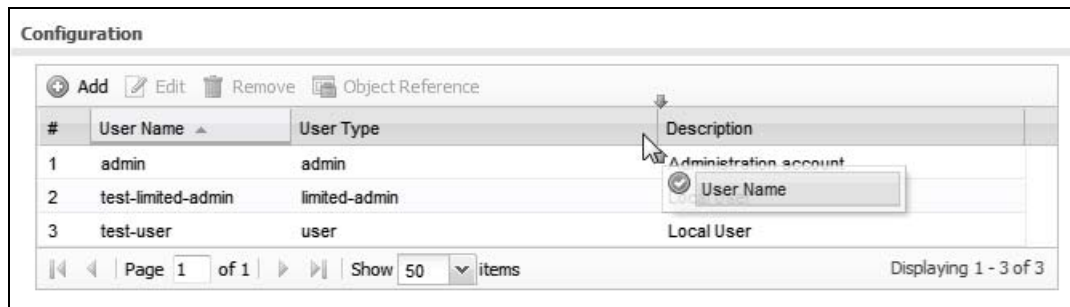 Configuration
Add Edit Remove Object Reference
# User Name User Type Description
1 admin admin Administration account
User Name
2 test-limited-admin limited-admin Local User
3 test-user user Local User
Page 1 of 1 Show 50 items Displaying 1 - 3 of 3